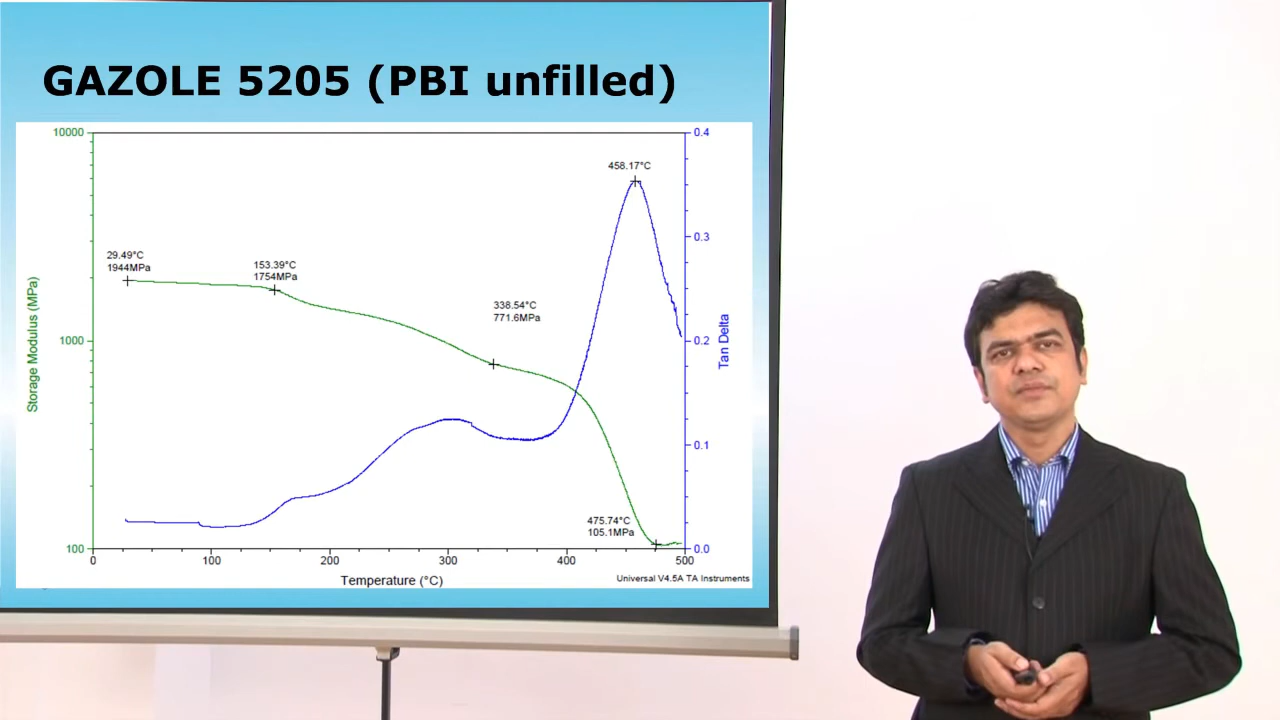 GAZOLE 5205 (PBI unfilled)
10000
1000
100
Storage Modulus (MPa)
29.49°C
1944MPa
153.39°C
1754MPa
338.54°C
771.6MPa
458.17°C
475.74°C
105.1MPa
0.4
0.3
0.2
0.1
0.0
Tan Delta
0
100
200
300
400
500
Temperature (°C)
Universal V4.5A TA Instruments